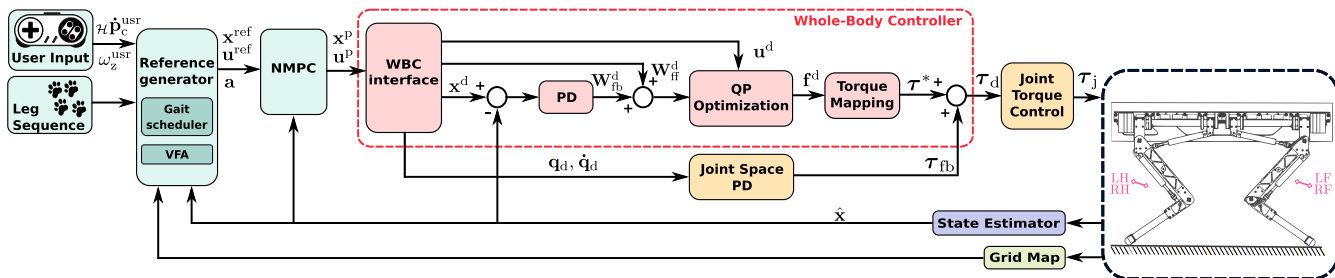 User Input
ℋṗ_c^usr
ω_z^usr
Leg
Sequence
Reference
generator
Gait
scheduler
VFA
x^ref
u^ref
a
NMPC
x^p
u^p
Whole-Body Controller
WBC
interface
x^d
+
-
PD
W_fb^d
W_ff^d
+
+
u^d
QP
Optimization
f^d
Torque
Mapping
τ*
+
+
τ_d
Joint
Torque
Control
τ_j
q_d, q̇_d
Joint Space
PD
τ_fb
x̂
State Estimator
Grid Map
LH
RH
LF
RF